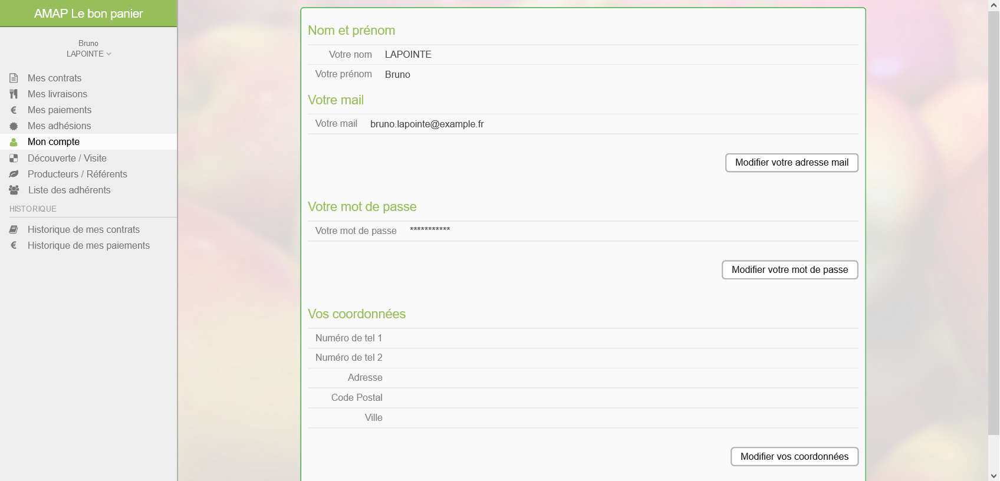 AMAP Le bon panier
Bruno
LAPOINTE
Mes contrats
Mes livraisons
Mes paiements
Mes adhésions
Mon compte
Découverte / Visite
Producteurs / Référents
Liste des adhérents
HISTORIQUE
Historique de mes contrats
Historique de mes paiements
Nom et prénom
Votre nom LAPOINTE
Votre prénom Bruno
Votre mail
Votre mail bruno.lapointe@example.fr
Modifier votre adresse mail
Votre mot de passe
Votre mot de passe ***********
Modifier votre mot de passe
Vos coordonnées
Numéro de tel 1
Numéro de tel 2
Adresse
Code Postal
Ville
Modifier vos coordonnées